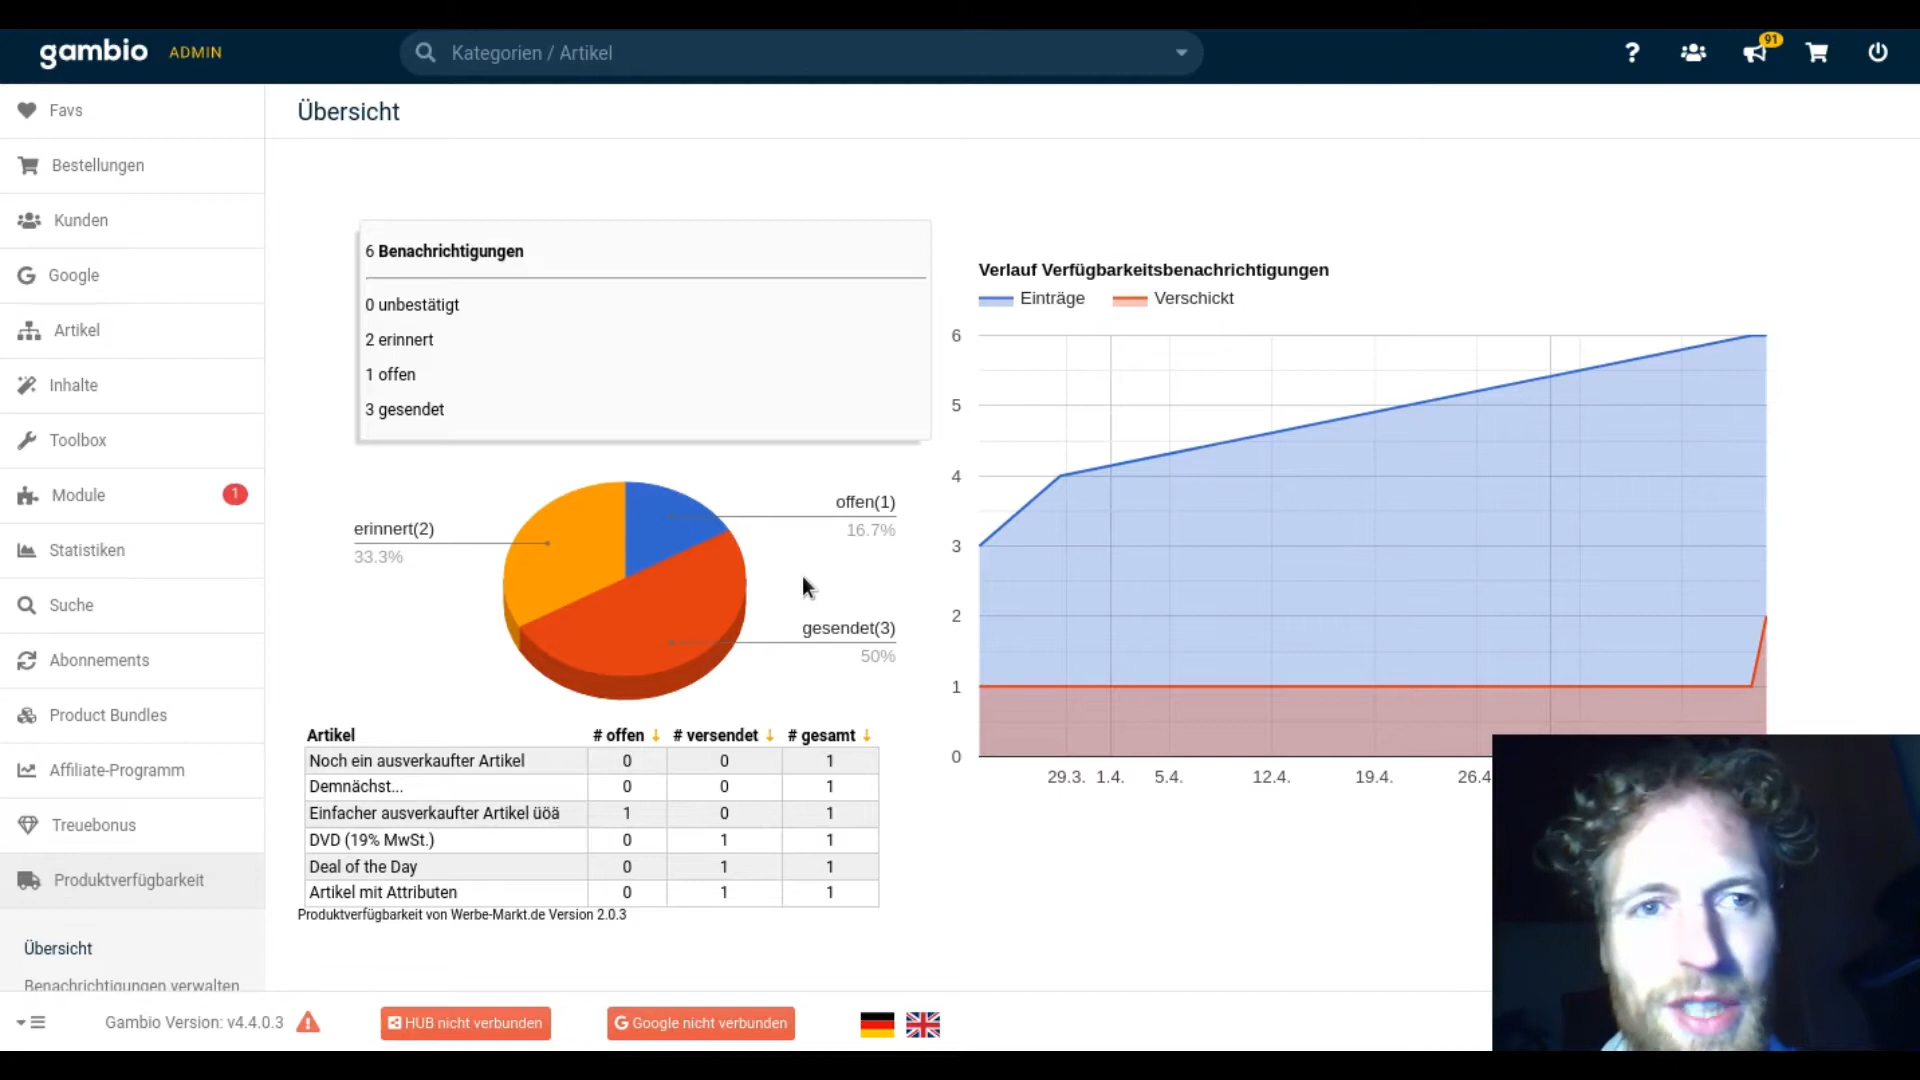 gambio ADMIN
Kategorien / Artikel
91
Favs
Bestellungen
Kunden
Google
Artikel
Inhalte
Toolbox
Module 1
Statistiken
Suche
Abonnements
Product Bundles
Affiliate-Programm
Treuebonus
Produktverfügbarkeit
Übersicht
Benachrichtigungen verwalten
Übersicht
6 Benachrichtigungen
0 unbestätigt
2 erinnert
1 offen
3 gesendet
erinnert(2)
33.3%
offen(1)
16.7%
gesendet(3)
50%
Artikel # offen ↓ # versendet ↓ # gesamt ↓
Noch ein ausverkaufter Artikel 0 0 1
Demnächst... 0 0 1
Einfacher ausverkaufter Artikel üöä 1 0 1
DVD (19% MwSt.) 0 1 1
Deal of the Day 0 1 1
Artikel mit Attributen 0 1 1
Produktverfügbarkeit von Werbe-Markt.de Version 2.0.3
Verlauf Verfügbarkeitsbenachrichtigungen
Einträge Verschickt
6
5
4
3
2
1
0
29.3. 1.4. 5.4. 12.4. 19.4. 26.4
Gambio Version: v4.4.0.3
HUB nicht verbunden
Google nicht verbunden